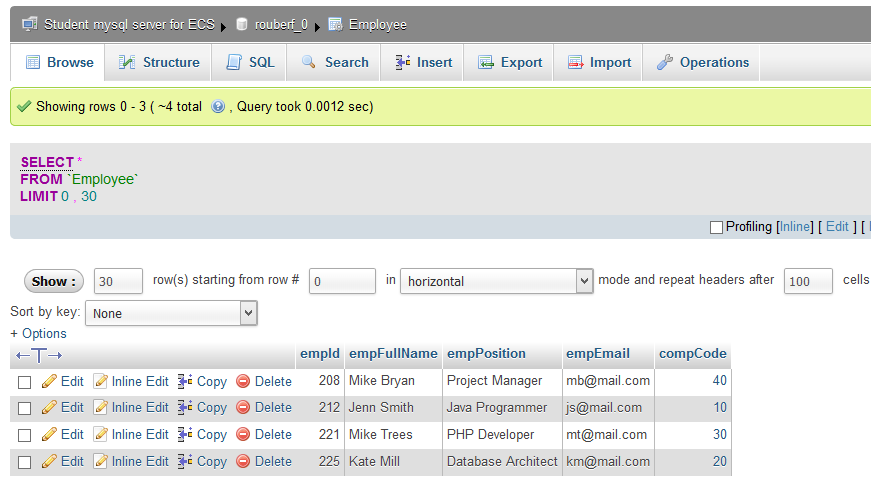 Student mysql server for ECS rouberf_0 Employee
Browse Structure SQL Search Insert Export Import Operations
Showing rows 0 - 3 ( ~4 total , Query took 0.0012 sec)
SELECT *
FROM `Employee`
LIMIT 0 , 30
Profiling [Inline] [ Edit ] [
Show : 30 row(s) starting from row # 0 in horizontal mode and repeat headers after 100 cells
Sort by key: None
+ Options
←T→ empId empFullName empPosition empEmail compCode
Edit Inline Edit Copy Delete 208 Mike Bryan Project Manager mb@mail.com 40
Edit Inline Edit Copy Delete 212 Jenn Smith Java Programmer js@mail.com 10
Edit Inline Edit Copy Delete 221 Mike Trees PHP Developer mt@mail.com 30
Edit Inline Edit Copy Delete 225 Kate Mill Database Architect km@mail.com 20